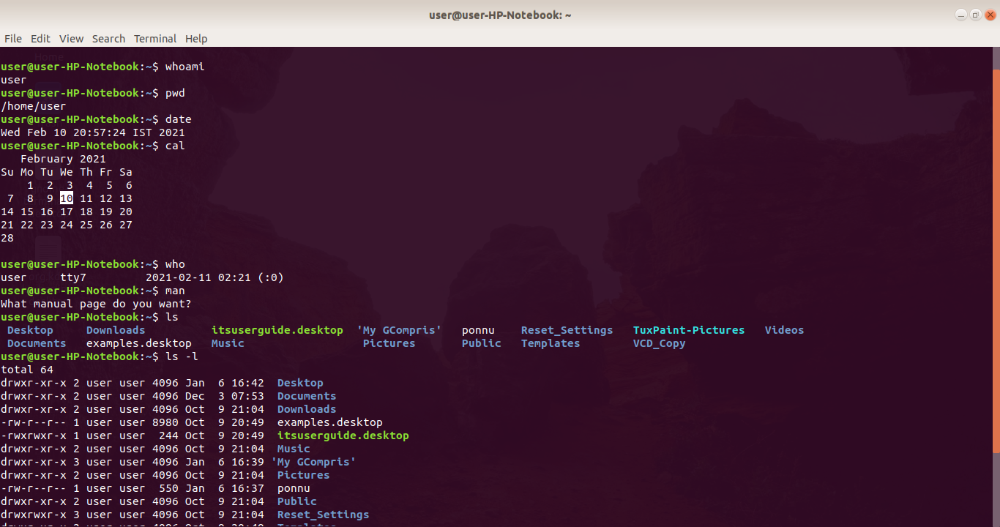 user@user-HP-Notebook: ~
File Edit View Search Terminal Help
Home
user@user-HP-Notebook:~$ whoami
user
user@user-HP-Notebook:~$ pwd
/home/user
user@user-HP-Notebook:~$ date
Wed Feb 10 20:57:24 IST 2021
user@user-HP-Notebook:~$ cal
   February 2021
Su Mo Tu We Th Fr Sa
    1  2  3  4  5  6
 7  8  9 10 11 12 13
14 15 16 17 18 19 20
21 22 23 24 25 26 27
28
user@user-HP-Notebook:~$ who
user     tty7         2021-02-11 02:21 (:0)
user@user-HP-Notebook:~$ man
What manual page do you want?
user@user-HP-Notebook:~$ ls
 Desktop     Downloads          itsuserguide.desktop  'My GCompris'   ponnu    Reset_Settings   TuxPaint-Pictures   Videos
 Documents   examples.desktop   Music                  Pictures       Public   Templates        VCD_Copy
user@user-HP-Notebook:~$ ls -l
total 64
drwxr-xr-x 2 user user 4096 Jan  6 16:42  Desktop
drwxr-xr-x 2 user user 4096 Dec  3 07:53  Documents
drwxr-xr-x 2 user user 4096 Oct  9 21:04  Downloads
-rw-r--r-- 1 user user 8980 Oct  9 20:49  examples.desktop
-rwxrwxr-x 1 user user  244 Oct  9 20:49  itsuserguide.desktop
drwxr-xr-x 2 user user 4096 Oct  9 21:04  Music
drwxr-xr-x 3 user user 4096 Jan  6 16:39 'My GCompris'
drwxr-xr-x 2 user user 4096 Oct  9 21:04  Pictures
-rw-r--r-- 1 user user  550 Jan  6 16:37  ponnu
drwxr-xr-x 2 user user 4096 Oct  9 21:04  Public
drwxrwxr-x 3 user user 4096 Oct  9 21:04  Reset_Settings